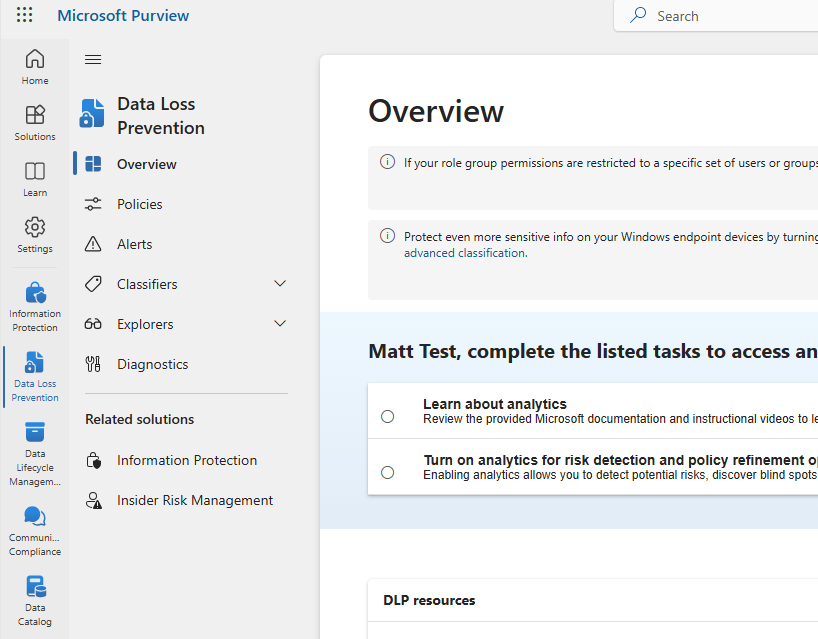 Microsoft Purview
Search
Home
Solutions
Learn
Settings
Information
Protection
Data Loss
Prevention
Data
Lifecycle
Managem...
Communi...
Compliance
Data
Catalog
Data Loss
Prevention
Overview
Policies
Alerts
Classifiers
Explorers
Diagnostics
Related solutions
Information Protection
Insider Risk Management
Overview
If your role group permissions are restricted to a specific set of users or groups
Protect even more sensitive info on your Windows endpoint devices by turning
advanced classification.
Matt Test, complete the listed tasks to access an
Learn about analytics
Review the provided Microsoft documentation and instructional videos to le
Turn on analytics for risk detection and policy refinement op
Enabling analytics allows you to detect potential risks, discover blind spots
DLP resources